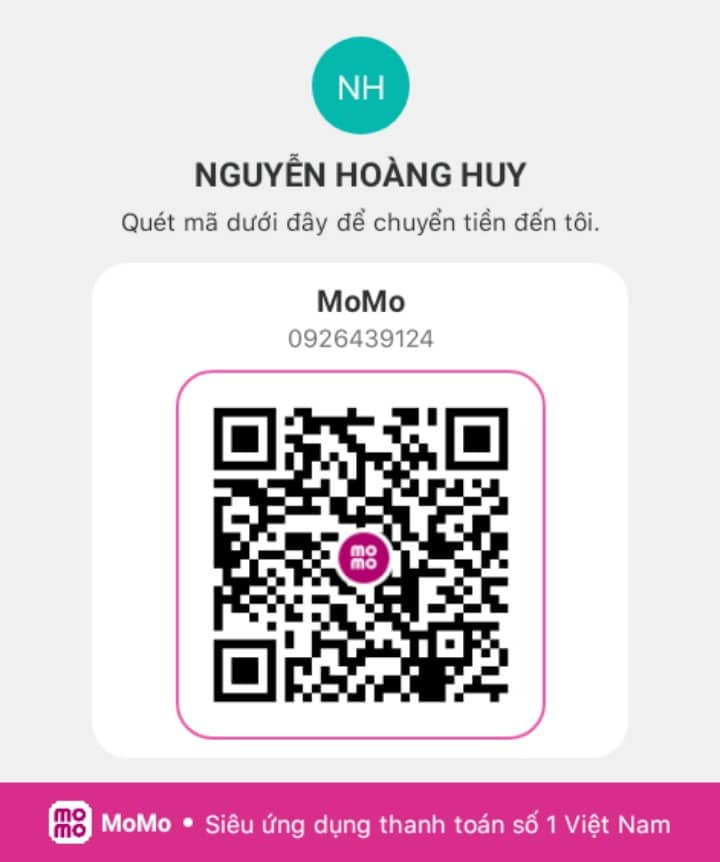 NH
NGUYỄN HOÀNG HUY
Quét mã dưới đây để chuyển tiền đến tôi.
MoMo
0926439124
mo
mo
mo
mo
MoMo • Siêu ứng dụng thanh toán số 1 Việt Nam